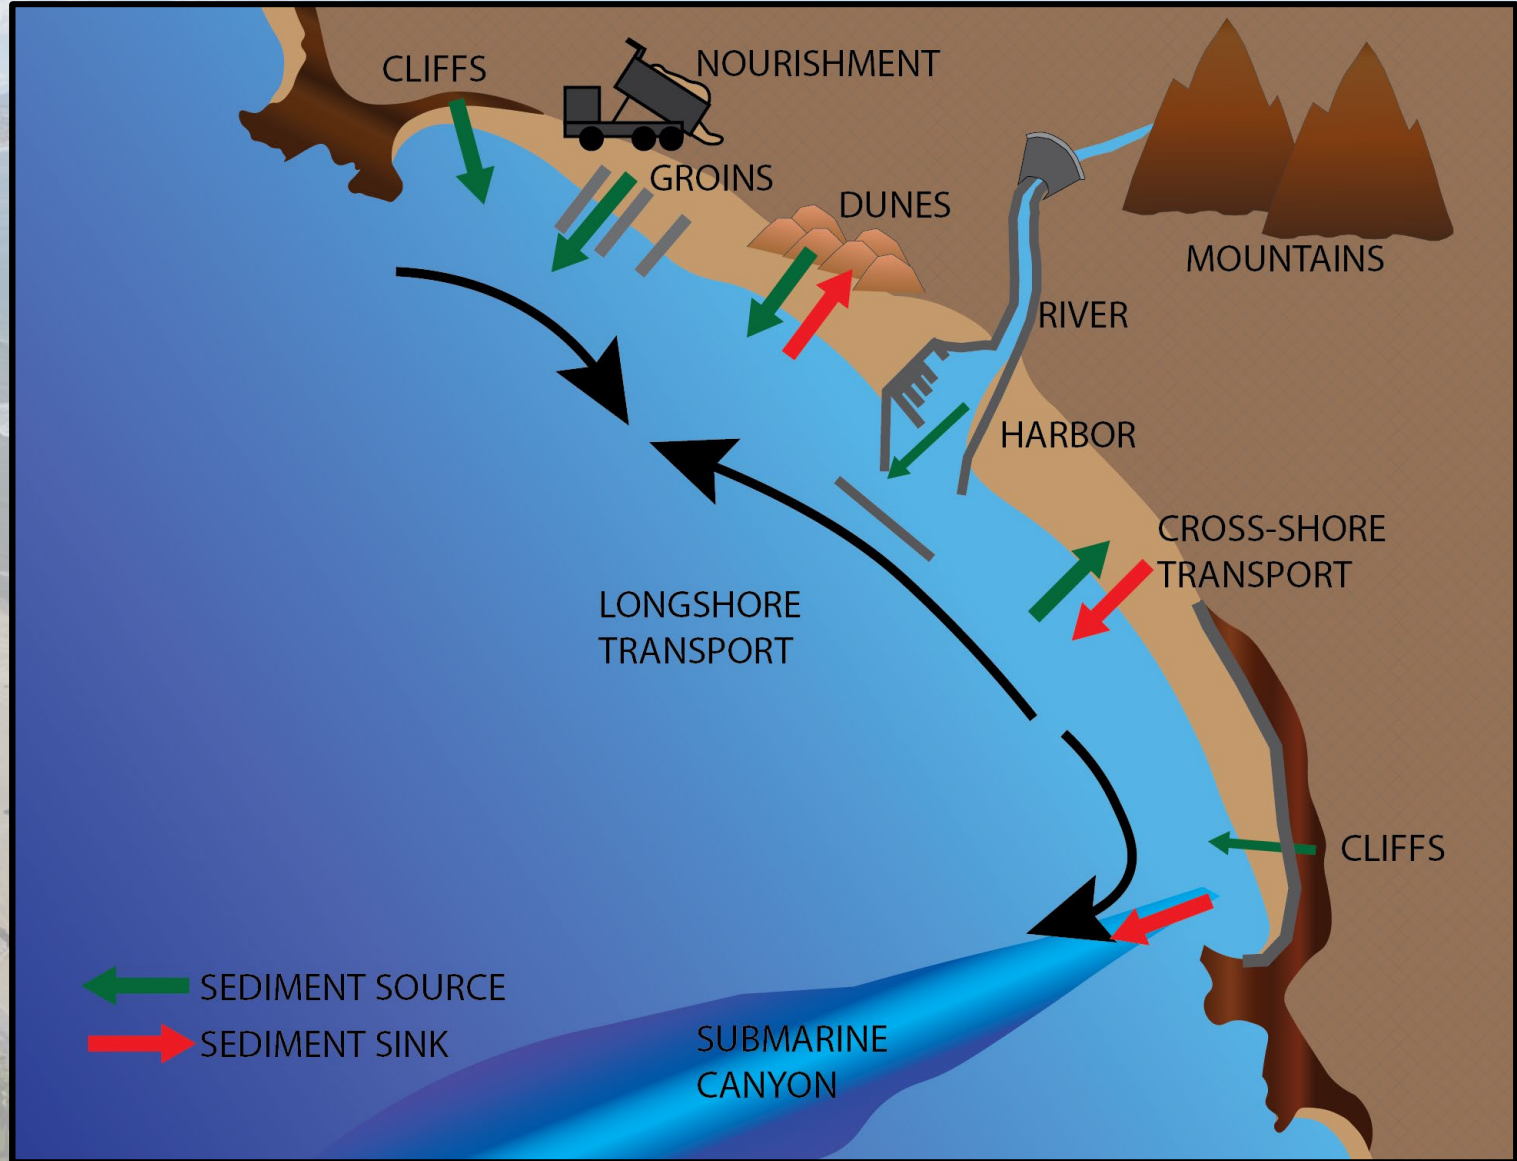 CLIFFS
NOURISHMENT
GROINS
DUNES
MOUNTAINS
RIVER
HARBOR
CROSS-SHORE
TRANSPORT
LONGSHORE
TRANSPORT
CLIFFS
SEDIMENT SOURCE
SEDIMENT SINK
SUBMARINE
CANYON